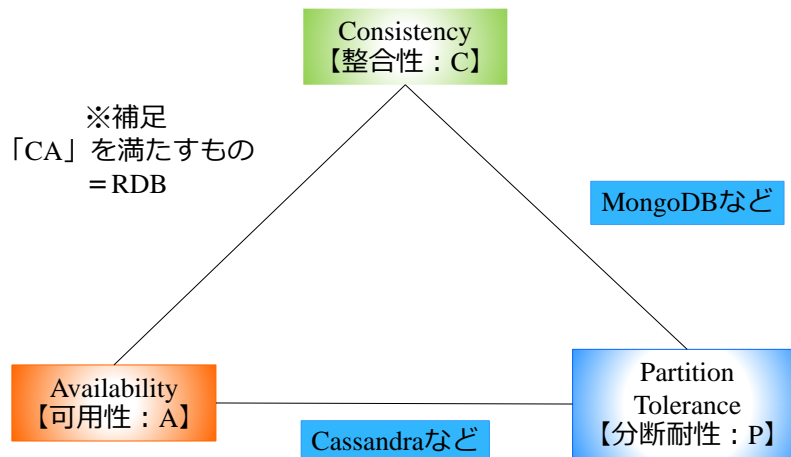 Consistency
【整合性：C】
※補足
「CA」を満たすもの
＝RDB
MongoDBなど
Availability
【可用性：A】
Partition
Tolerance
【分断耐性：P】
Cassandraなど